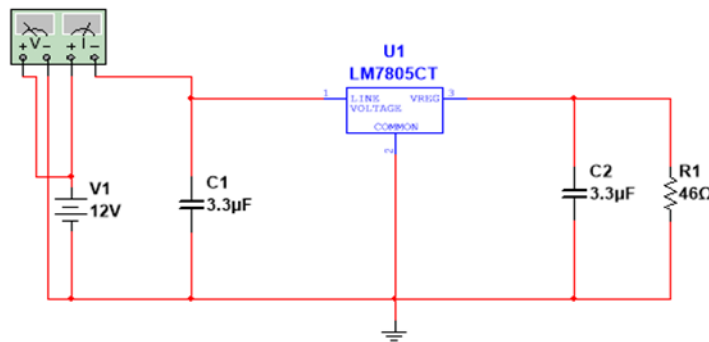 V I
+ - + -
U1
LM7805CT
1 LINE VREG 3
VOLTAGE
COMMON
2
V1
12V
C1
3.3µF
C2
3.3µF
R1
46Ω